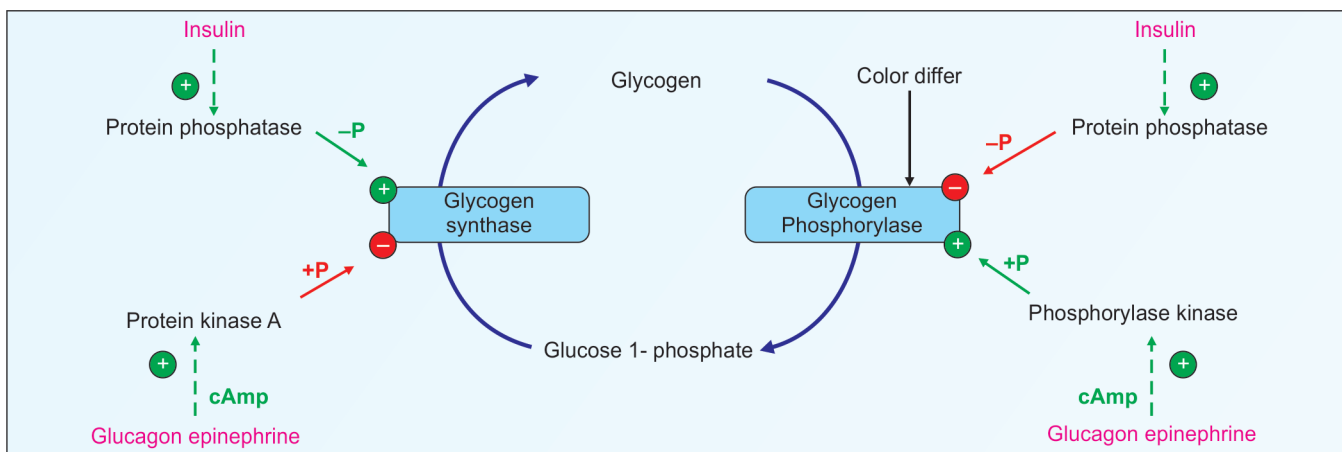 Insulin
Insulin
+
+
Glycogen
Color differ
Protein phosphatase
Protein phosphatase
–P
–P
+
–
Glycogen
synthase
Glycogen
Phosphorylase
–
+
+P
+P
Protein kinase A
Phosphorylase kinase
Glucose 1- phosphate
+
+
cAmp
cAmp
Glucagon epinephrine
Glucagon epinephrine